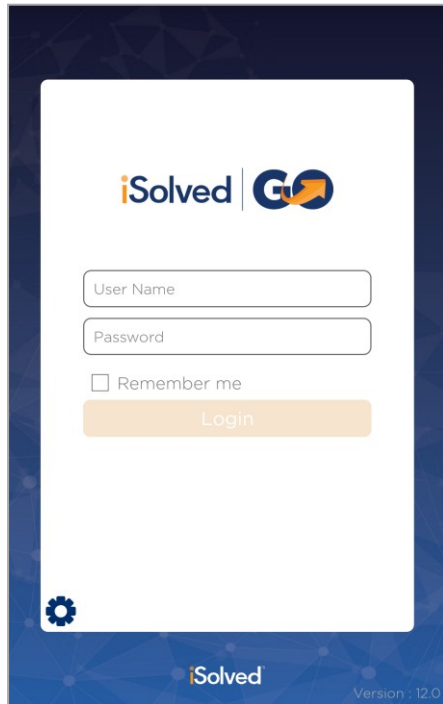 iSolved GO
User Name
Password
Remember me
Login
iSolved
Version : 12.0